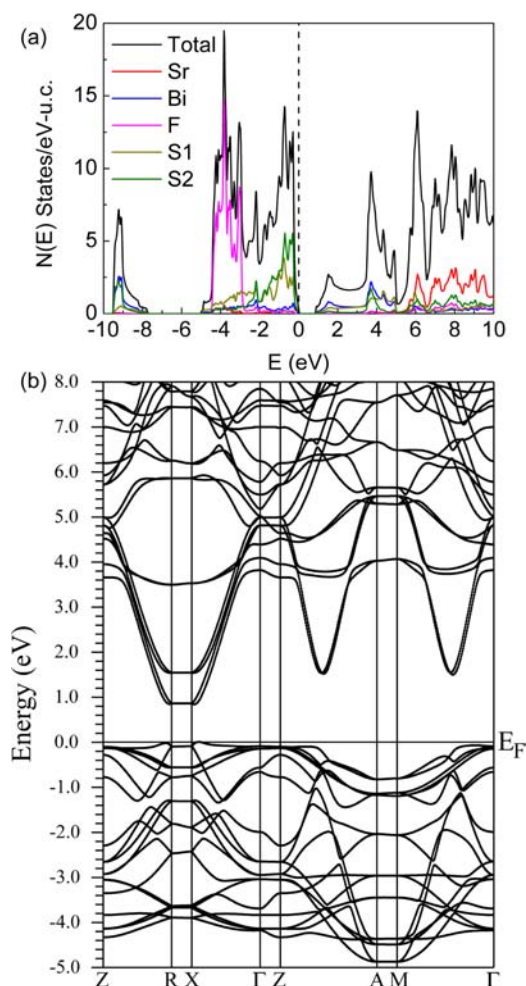 (a)
N(E) States/eV-u.c.
20
15
10
5
0
Total
Sr
Bi
F
S1
S2
-10 -8 -6 -4 -2 0 2 4 6 8 10
E (eV)
(b)
Energy (eV)
8.0
7.0
6.0
5.0
4.0
3.0
2.0
1.0
0.0
-1.0
-2.0
-3.0
-4.0
-5.0
E_F
Z R X Γ Z A M Γ